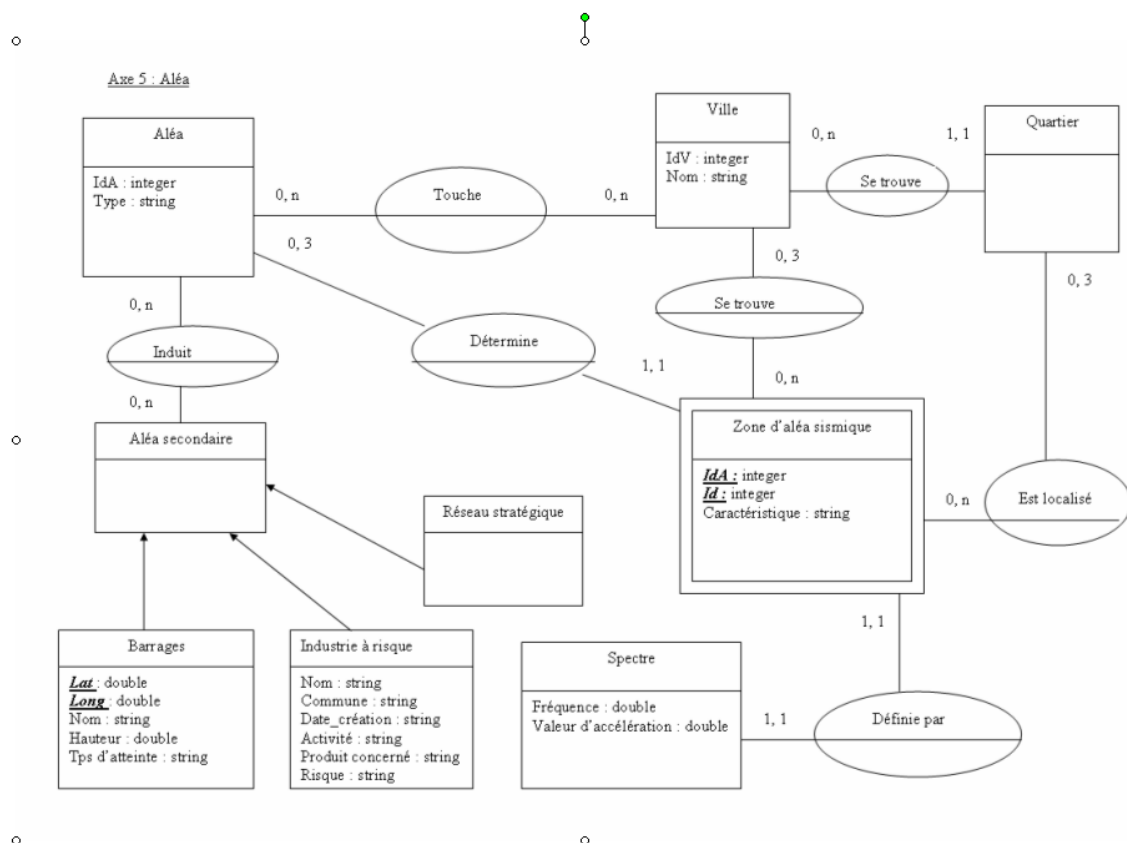 Axe 5 : Aléa
Aléa
IdA : integer
Type : string
0, n
Touche
0, n
Ville
IdV : integer
Nom : string
0, n
Se trouve
1, 1
Quartier
0, 3
Détermine
1, 1
0, 3
Se trouve
0, n
0, 3
0, n
Induit
0, n
Aléa secondaire
Zone d'aléa sismique
IdA : integer
Id : integer
Caractéristique : string
0, n
Est localisé
Réseau stratégique
Barrages
Lat : double
Long : double
Nom : string
Hauteur : double
Tps d'atteinte : string
Industrie à risque
Nom : string
Commune : string
Date_création : string
Activité : string
Produit concerné : string
Risque : string
Spectre
Fréquence : double
Valeur d'accélération : double
1, 1
Définie par
1, 1